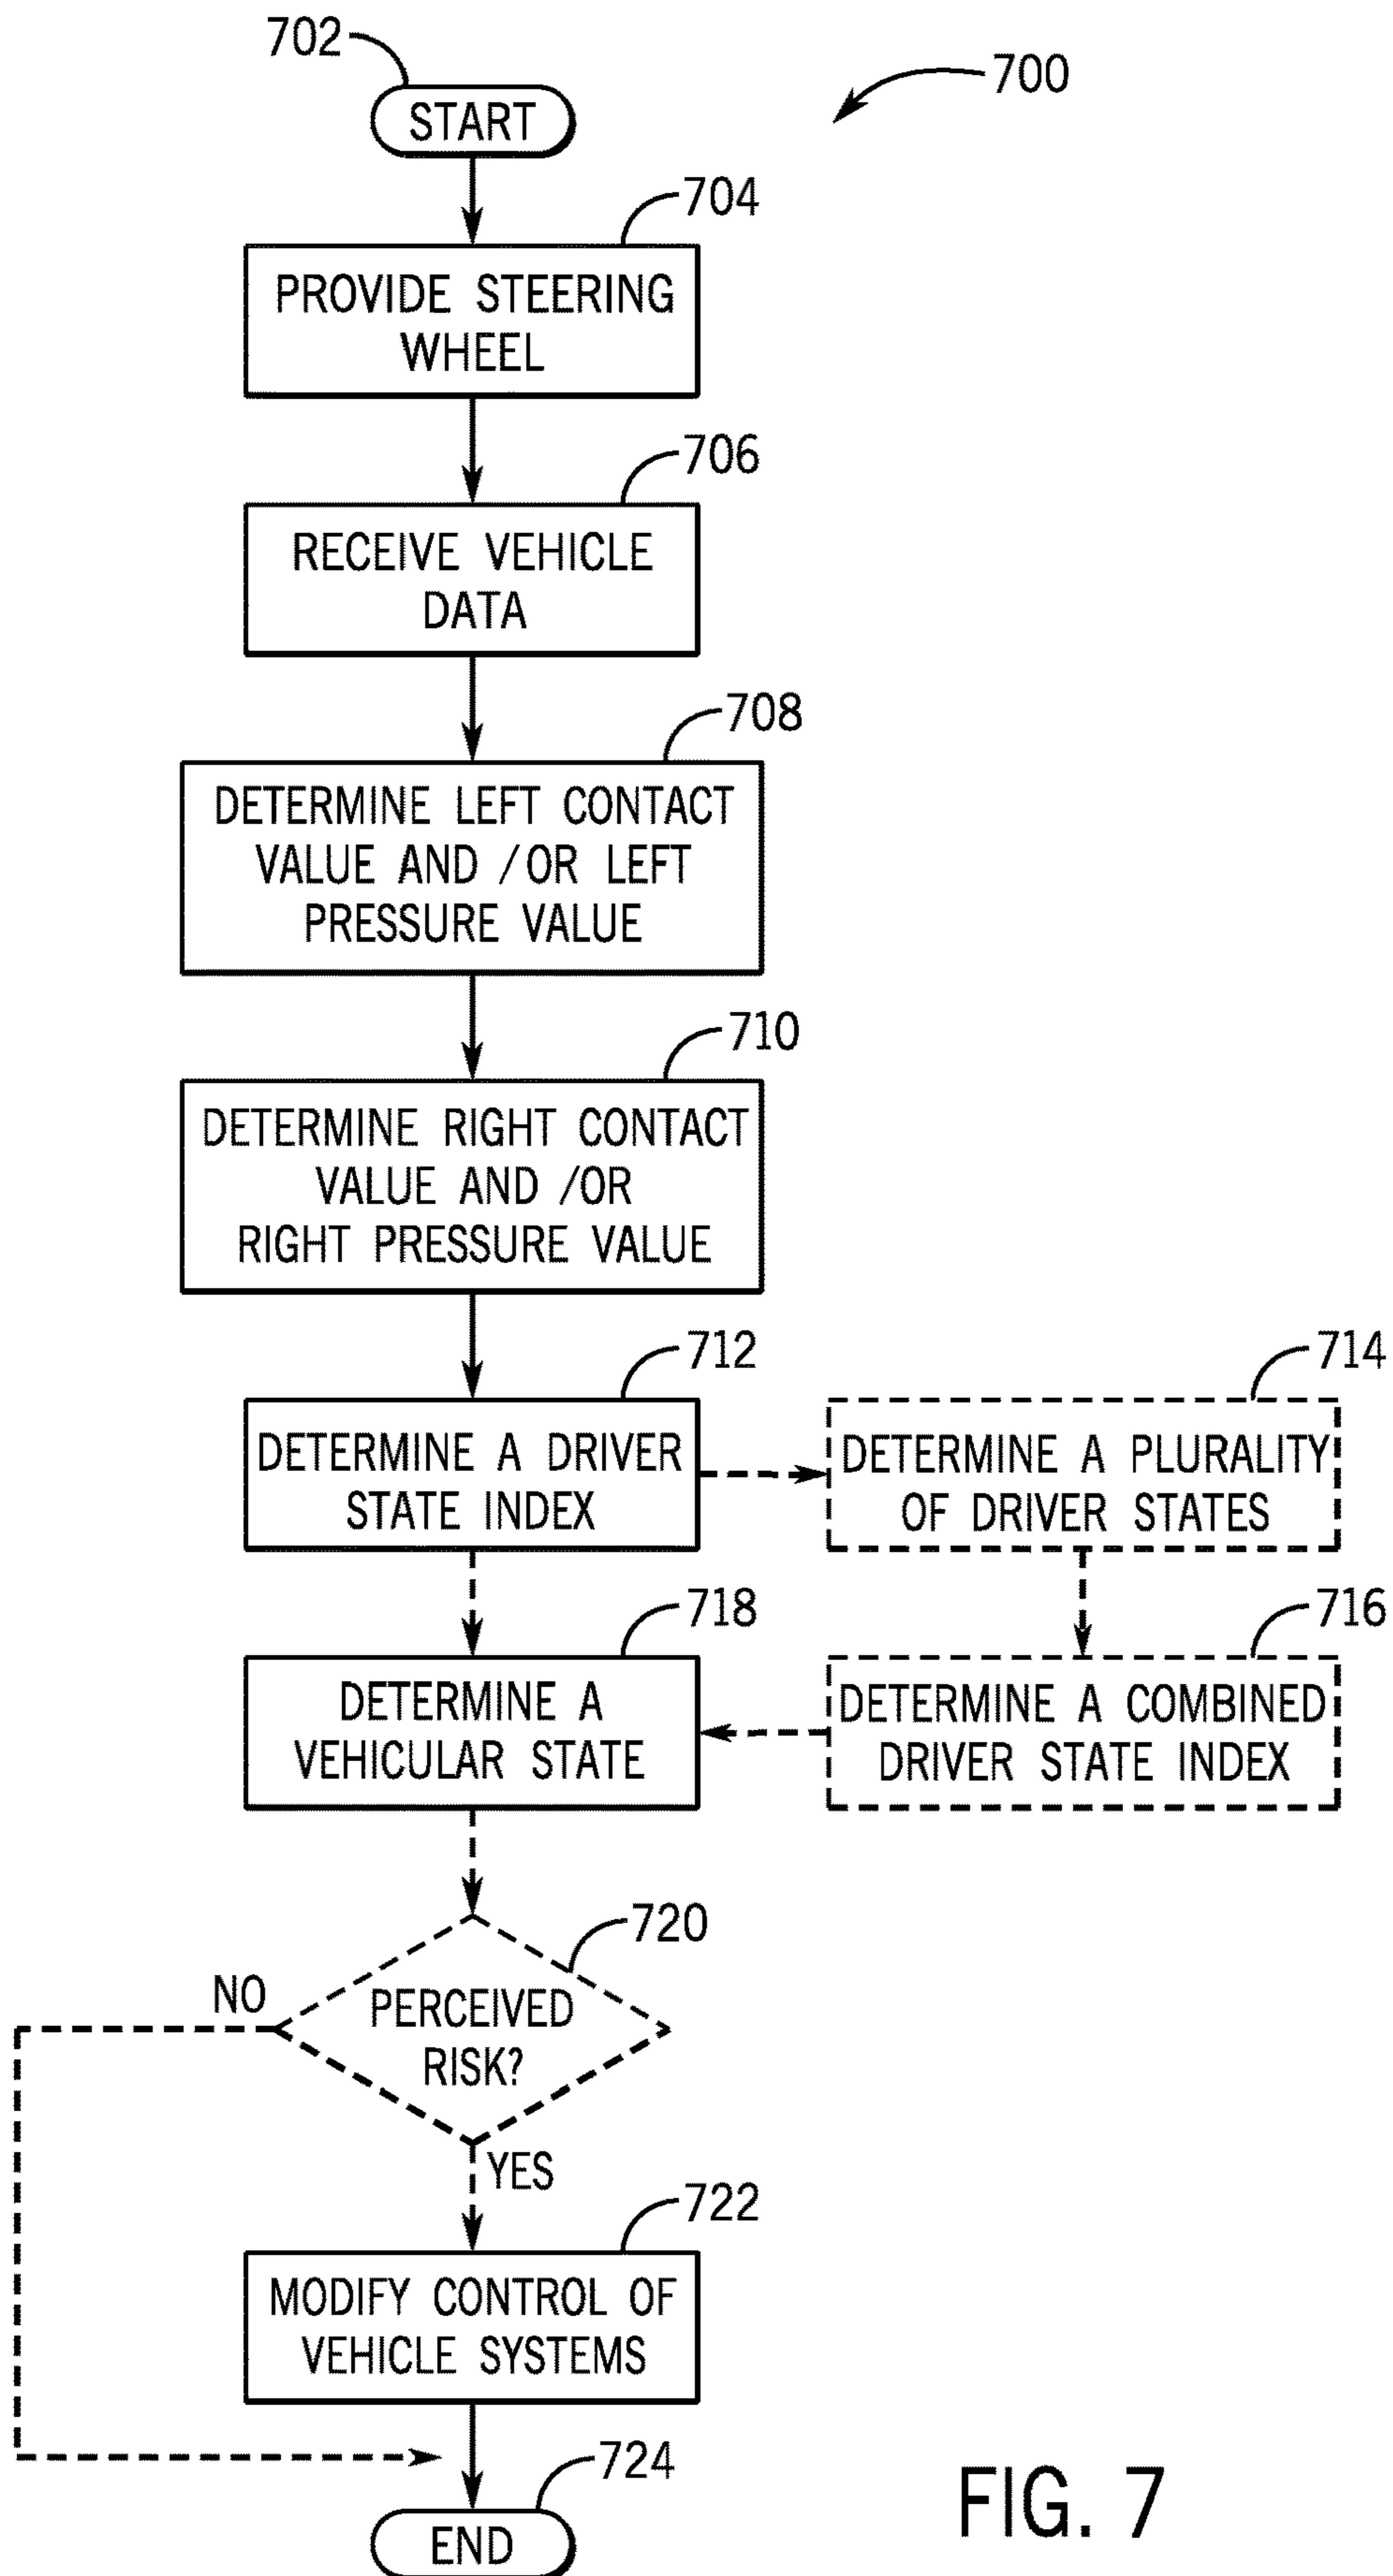 702
START
700
704
PROVIDE STEERING
WHEEL
706
RECEIVE VEHICLE
DATA
708
DETERMINE LEFT CONTACT
VALUE AND /OR LEFT
PRESSURE VALUE
710
DETERMINE RIGHT CONTACT
VALUE AND /OR
RIGHT PRESSURE VALUE
712
DETERMINE A DRIVER
STATE INDEX
714
DETERMINE A PLURALITY
OF DRIVER STATES
718
DETERMINE A
VEHICULAR STATE
716
DETERMINE A COMBINED
DRIVER STATE INDEX
720
PERCEIVED
RISK?
NO
YES
722
MODIFY CONTROL OF
VEHICLE SYSTEMS
724
END
FIG. 7